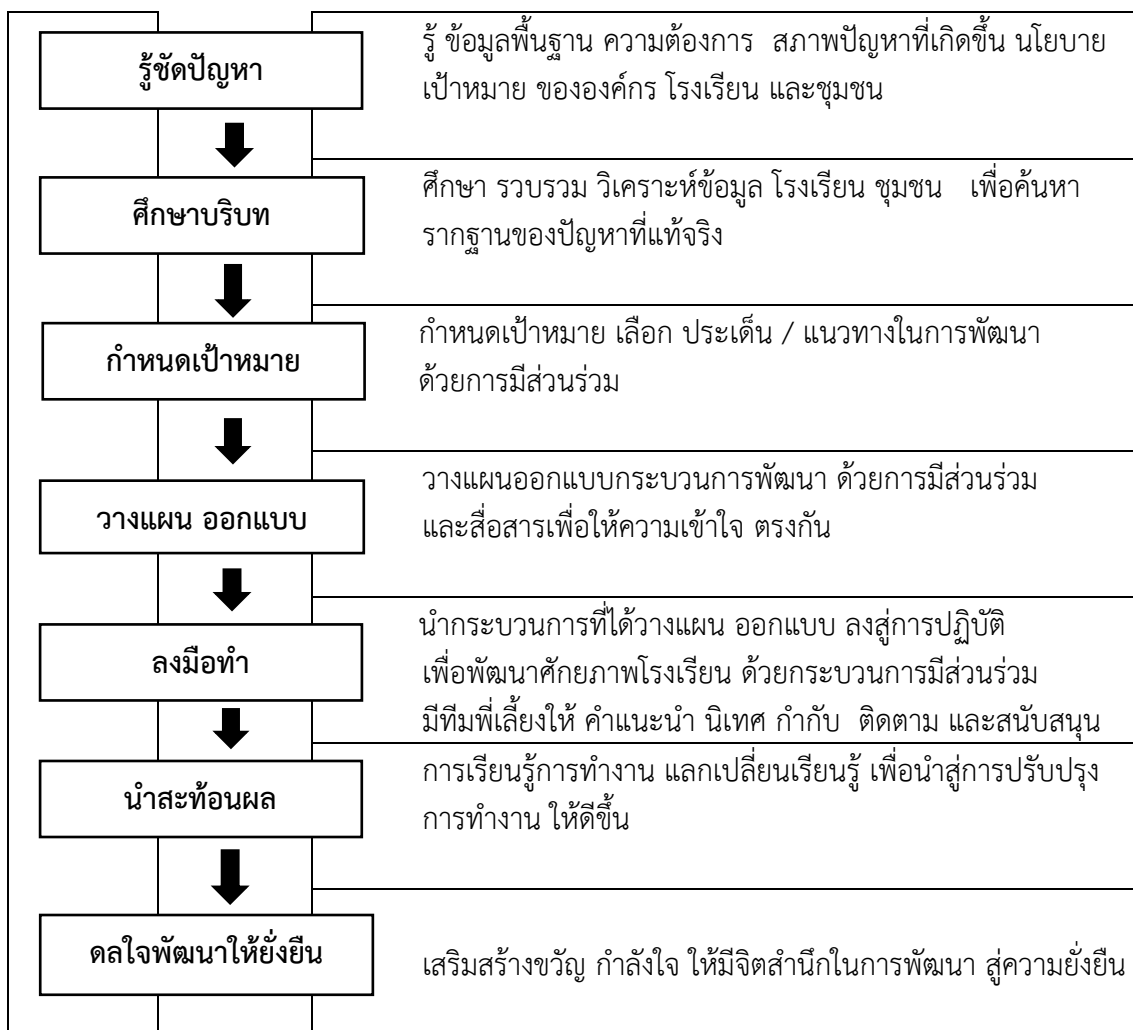 รู้ชัดปัญหา
รู้ ข้อมูลพื้นฐาน ความต้องการ สภาพปัญหาที่เกิดขึ้น นโยบาย
เป้าหมาย ขององค์กร โรงเรียน และชุมชน
ศึกษาบริบท
ศึกษา รวบรวม วิเคราะห์ข้อมูล โรงเรียน ชุมชน เพื่อค้นหา
รากฐานของปัญหาที่แท้จริง
กำหนดเป้าหมาย
กำหนดเป้าหมาย เลือก ประเด็น / แนวทางในการพัฒนา
ด้วยการมีส่วนร่วม
วางแผน ออกแบบ
วางแผนออกแบบกระบวนการพัฒนา ด้วยการมีส่วนร่วม
และสื่อสารเพื่อให้ความเข้าใจ ตรงกัน
ลงมือทำ
นำกระบวนการที่ได้วางแผน ออกแบบ ลงสู่การปฏิบัติ
เพื่อพัฒนาศักยภาพโรงเรียน ด้วยกระบวนการมีส่วนร่วม
มีทีมพี่เลี้ยงให้ คำแนะนำ นิเทศ กำกับ ติดตาม และสนับสนุน
นำสะท้อนผล
การเรียนรู้การทำงาน แลกเปลี่ยนเรียนรู้ เพื่อนำสู่การปรับปรุง
การทำงาน ให้ดีขึ้น
ดลใจพัฒนาให้ยั่งยืน
เสริมสร้างขวัญ กำลังใจ ให้มีจิตสำนึกในการพัฒนา สู่ความยั่งยืน